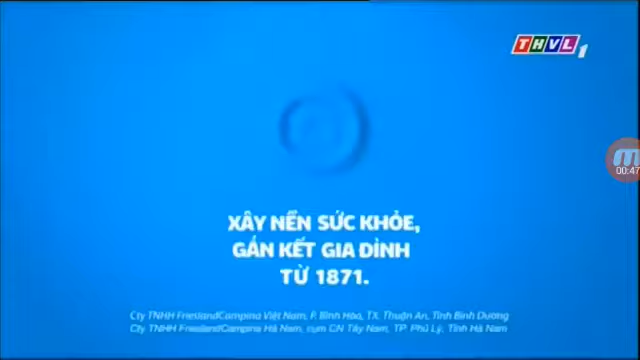 THVL1
00:47
XÂY NỀN SỨC KHỎE,
GẮN KẾT GIA ĐÌNH
TỪ 1871.
Cty TNHH FrieslandCampina Việt Nam, P. Bình Hòa, TX. Thuận An, Tỉnh Bình Dương
Cty TNHH FrieslandCampina Hà Nam, cụm CN Tây Nam, TP. Phủ Lý, Tỉnh Hà Nam